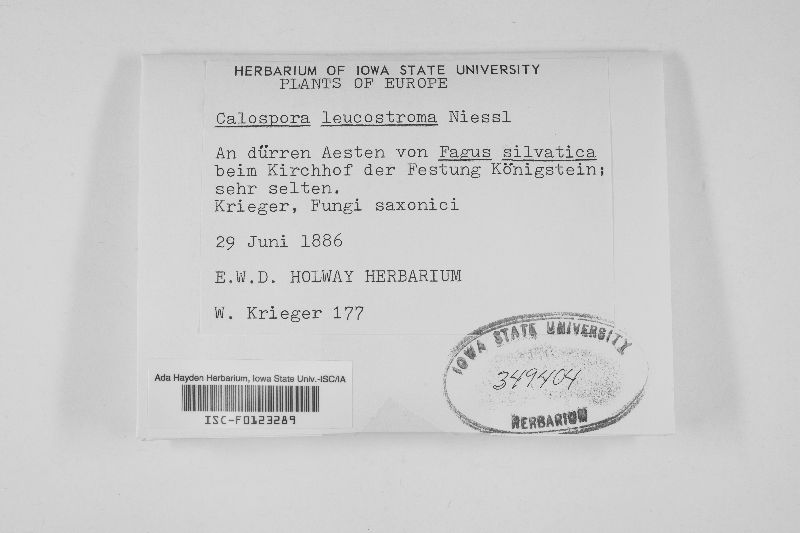 HERBARIUM OF IOWA STATE UNIVERSITY
PLANTS OF EUROPE
Calospora leucostroma Niessl
An dürren Aesten von Fagus silvatica
beim Kirchhof der Festung Königstein;
sehr selten.
Krieger, Fungi saxonici
29 Juni 1886
E.W.D. HOLWAY HERBARIUM
W. Krieger 177
IOWA STATE UNIVERSITY
349404
HERBARIUM
Ada Hayden Herbarium, Iowa State Univ.-ISC/IA
ISC-F0123289